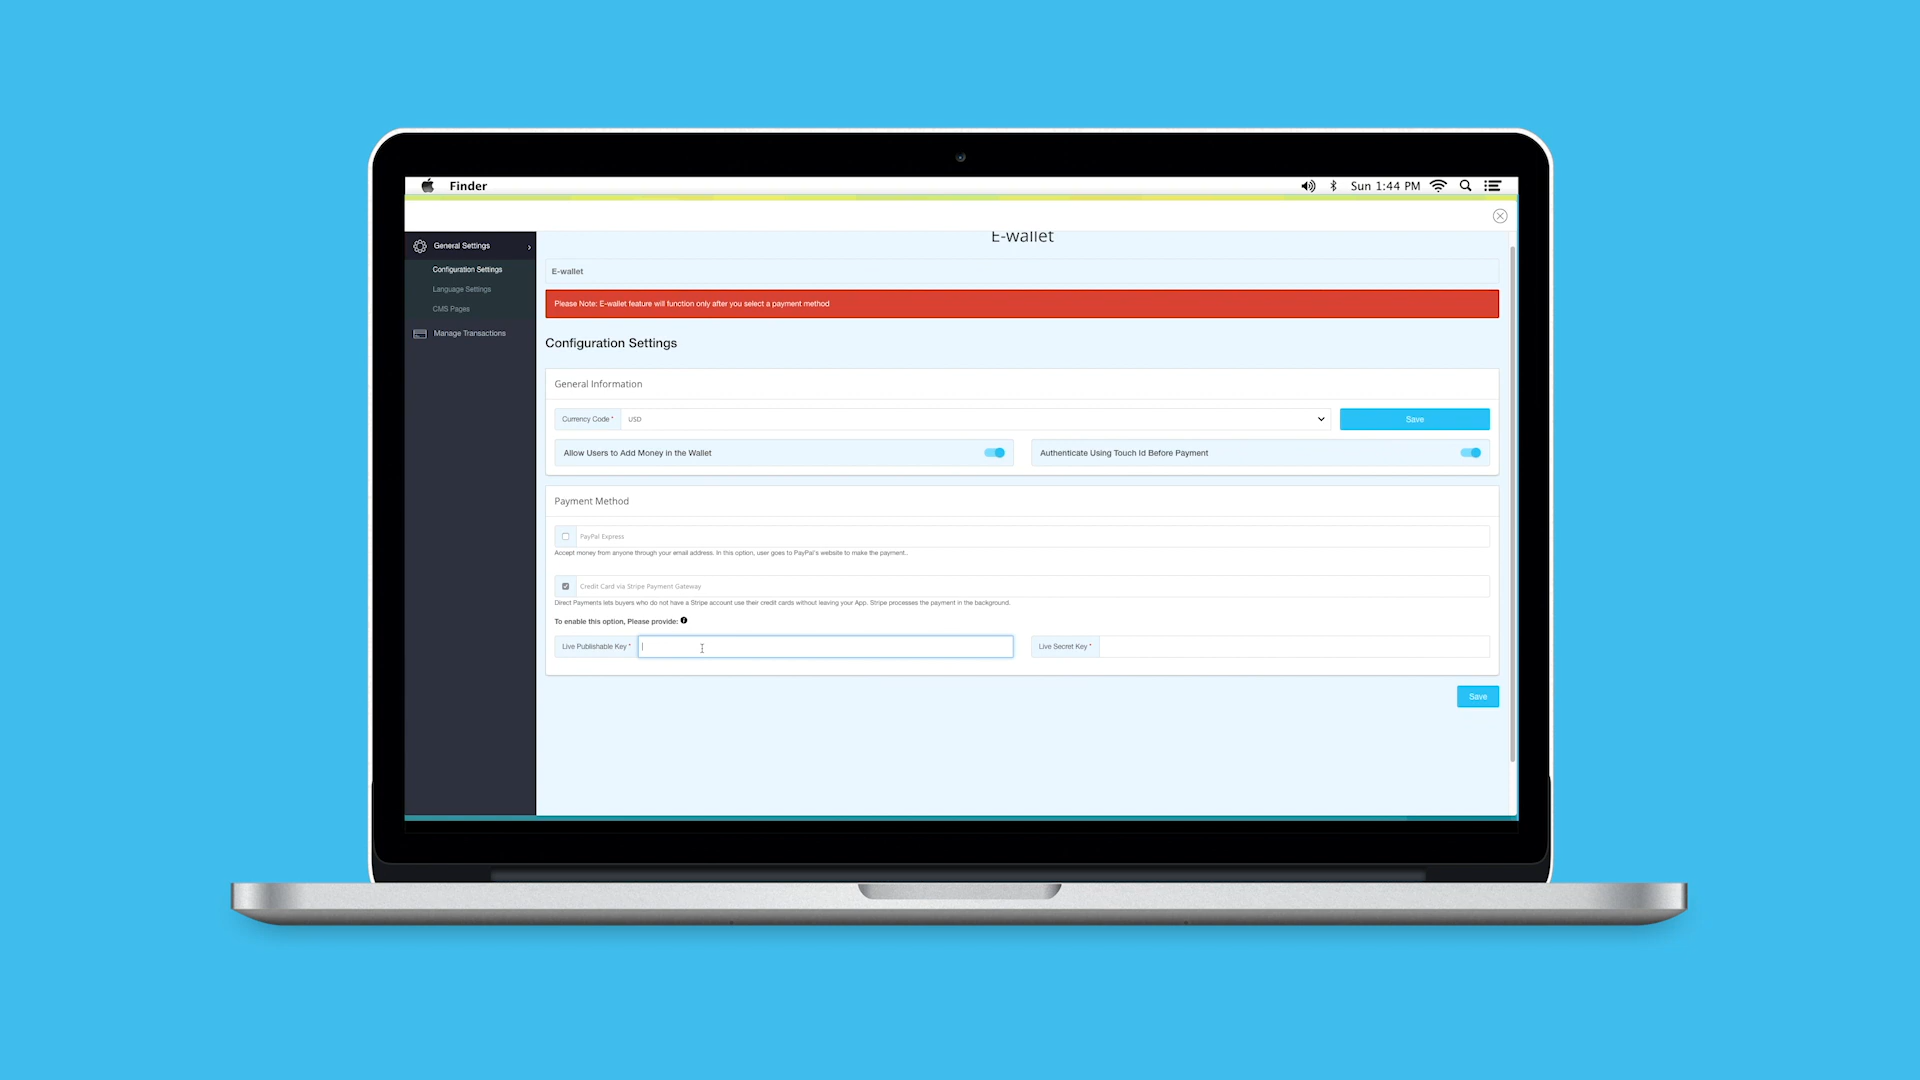 Finder
Sun 1:44 PM
E-wallet
General Settings
Configuration Settings
Language Settings
CMS Pages
Manage Transactions
E-wallet
Please Note: E-wallet feature will function only after you select a payment method
Configuration Settings
General Information
Currency Code * USD
Save
Allow Users to Add Money in the Wallet
Authenticate Using Touch Id Before Payment
Payment Method
PayPal Express
Accept money from anyone through your email address. In this option, user goes to PayPal's website to make the payment..
Credit Card via Stripe Payment Gateway
Direct Payments lets buyers who do not have a Stripe account use their credit cards without leaving your App. Stripe processes the payment in the background.
To enable this option, Please provide:
Live Publishable Key *
Live Secret Key *
Save